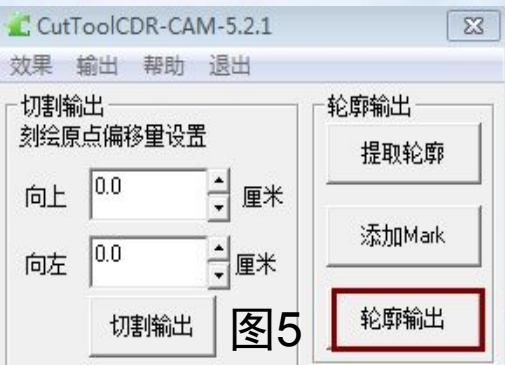 CutToolCDR-CAM-5.2.1
效果 输出 帮助 退出
切割输出
刻绘原点偏移量设置
向上 0.0 厘米
向左 0.0 厘米
切割输出
图5
轮廓输出
提取轮廓
添加Mark
轮廓输出